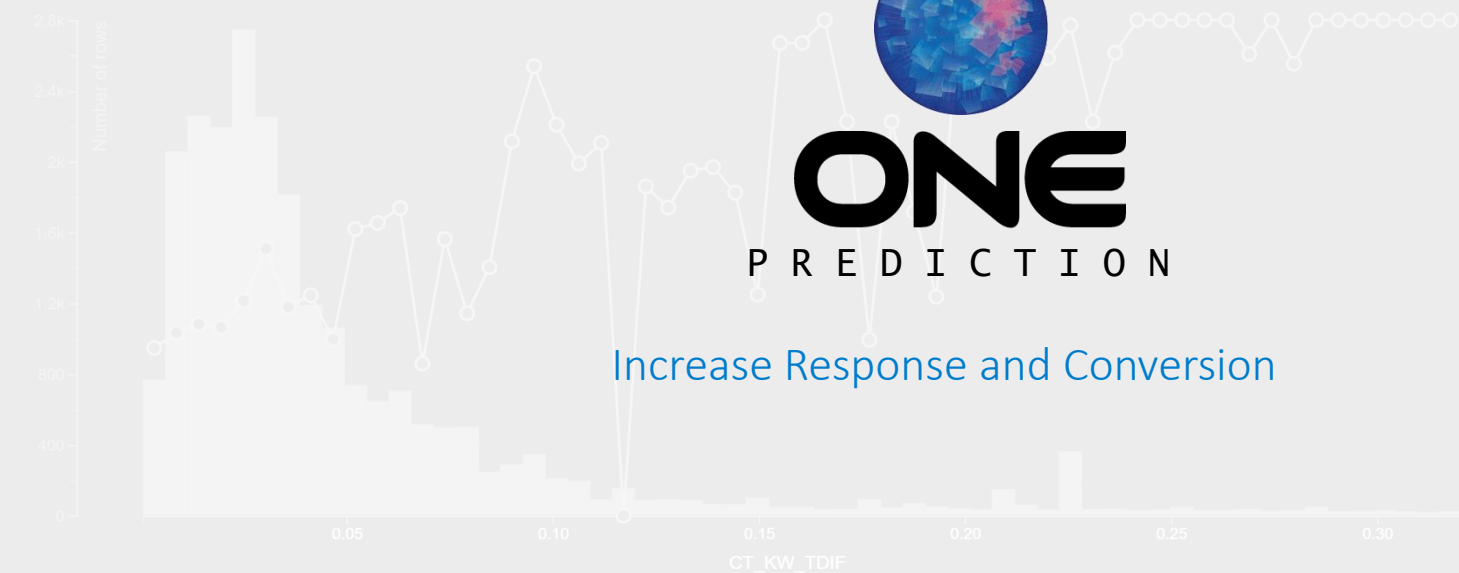 2.8k
Number of rows
2.4k
2k
1.6k
1.2k
800
400
0
ONE
PREDICTION
Increase Response and Conversion
0.05 0.10 0.15 0.20 0.25 0.30
CT_KW_TDIF